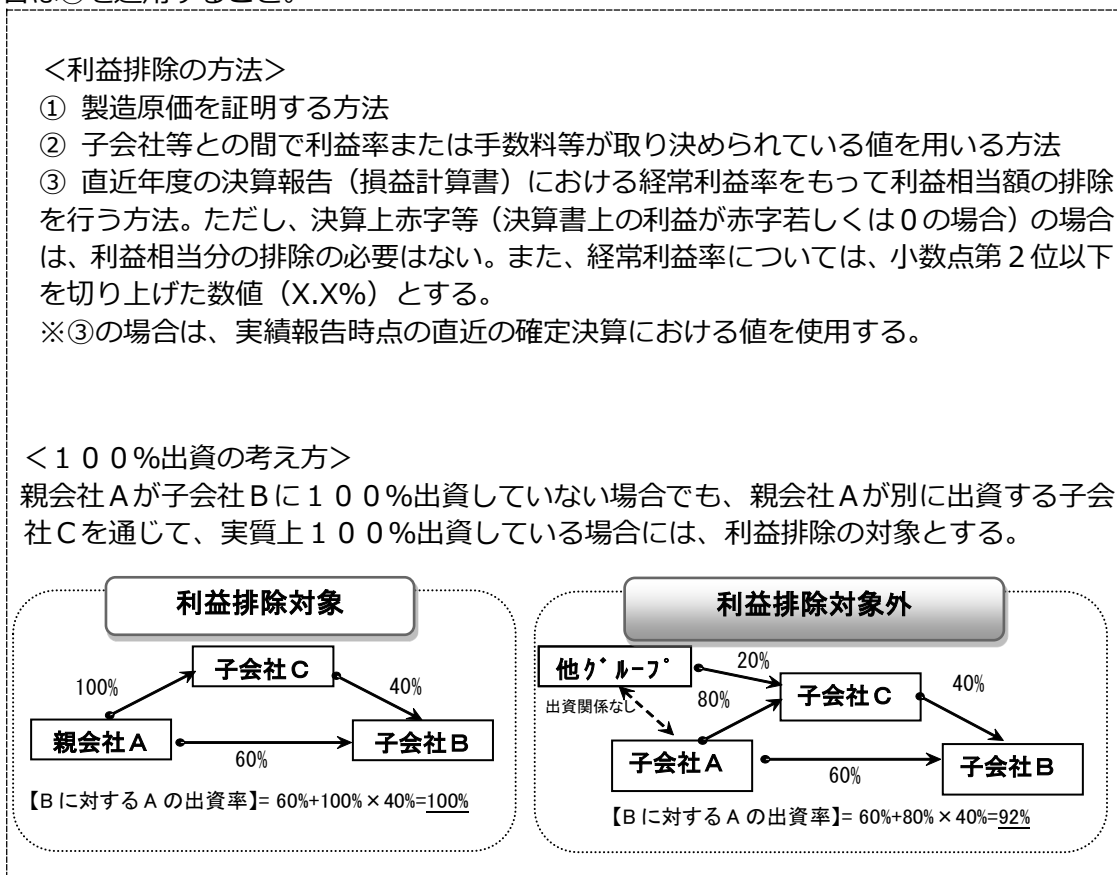 ＜利益排除の方法＞
① 製造原価を証明する方法
② 子会社等との間で利益率または手数料等が取り決められている値を用いる方法
③ 直近年度の決算報告（損益計算書）における経常利益率をもって利益相当額の排除
を行う方法。ただし、決算上赤字等（決算書上の利益が赤字若しくは０の場合）の場合
は、利益相当分の排除の必要はない。また、経常利益率については、小数点第２位以下
を切り上げた数値（X.X%）とする。
※③の場合は、実績報告時点の直近の確定決算における値を使用する。
＜１００％出資の考え方＞
親会社Ａが子会社Ｂに１００％出資していない場合でも、親会社Ａが別に出資する子会
社Ｃを通じて、実質上１００％出資している場合には、利益排除の対象とする。
利益排除対象
子会社Ｃ
100%
40%
親会社Ａ
60%
子会社Ｂ
【Ｂに対するＡの出資率】= 60%+100%×40%=100%
利益排除対象外
他ｸﾞﾙｰﾌﾟ
20%
出資関係なし
80%
子会社Ｃ
40%
子会社Ａ
60%
子会社Ｂ
【Ｂに対するＡの出資率】= 60%+80%×40%=92%